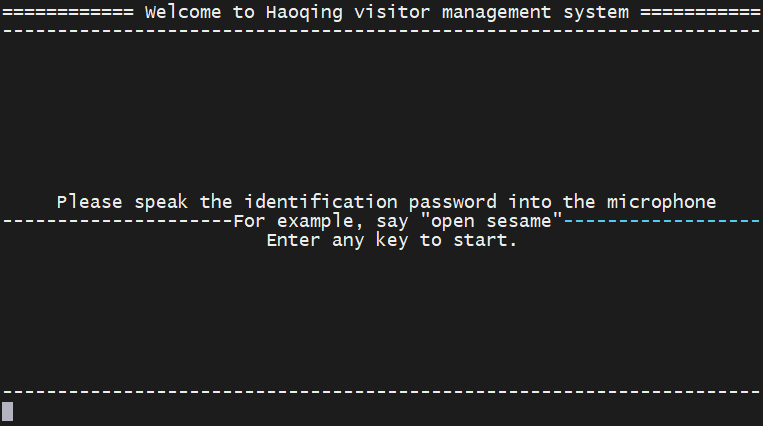 ============ Welcome to Haoqing visitor management system ===========
---------------------------------------------------------------------
Please speak the identification password into the microphone
---------------------For example, say "open sesame"------------------
Enter any key to start.
---------------------------------------------------------------------